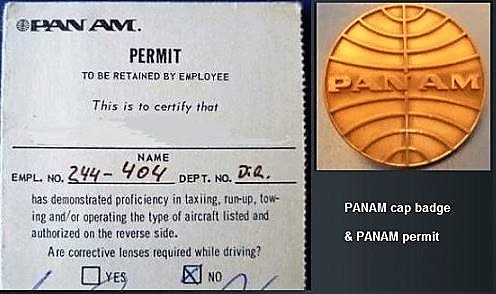 PAN AM.
PERMIT
TO BE RETAINED BY EMPLOYEE
This is to certify that
NAME
EMPL. NO. 244-404 DEPT. NO. Dir.
has demonstrated proficiency in taxiing, run-up, tow-
ing and/or operating the type of aircraft listed and
authorized on the reverse side.
Are corrective lenses required while driving?
YES NO
PAN AM
PANAM cap badge
& PANAM permit